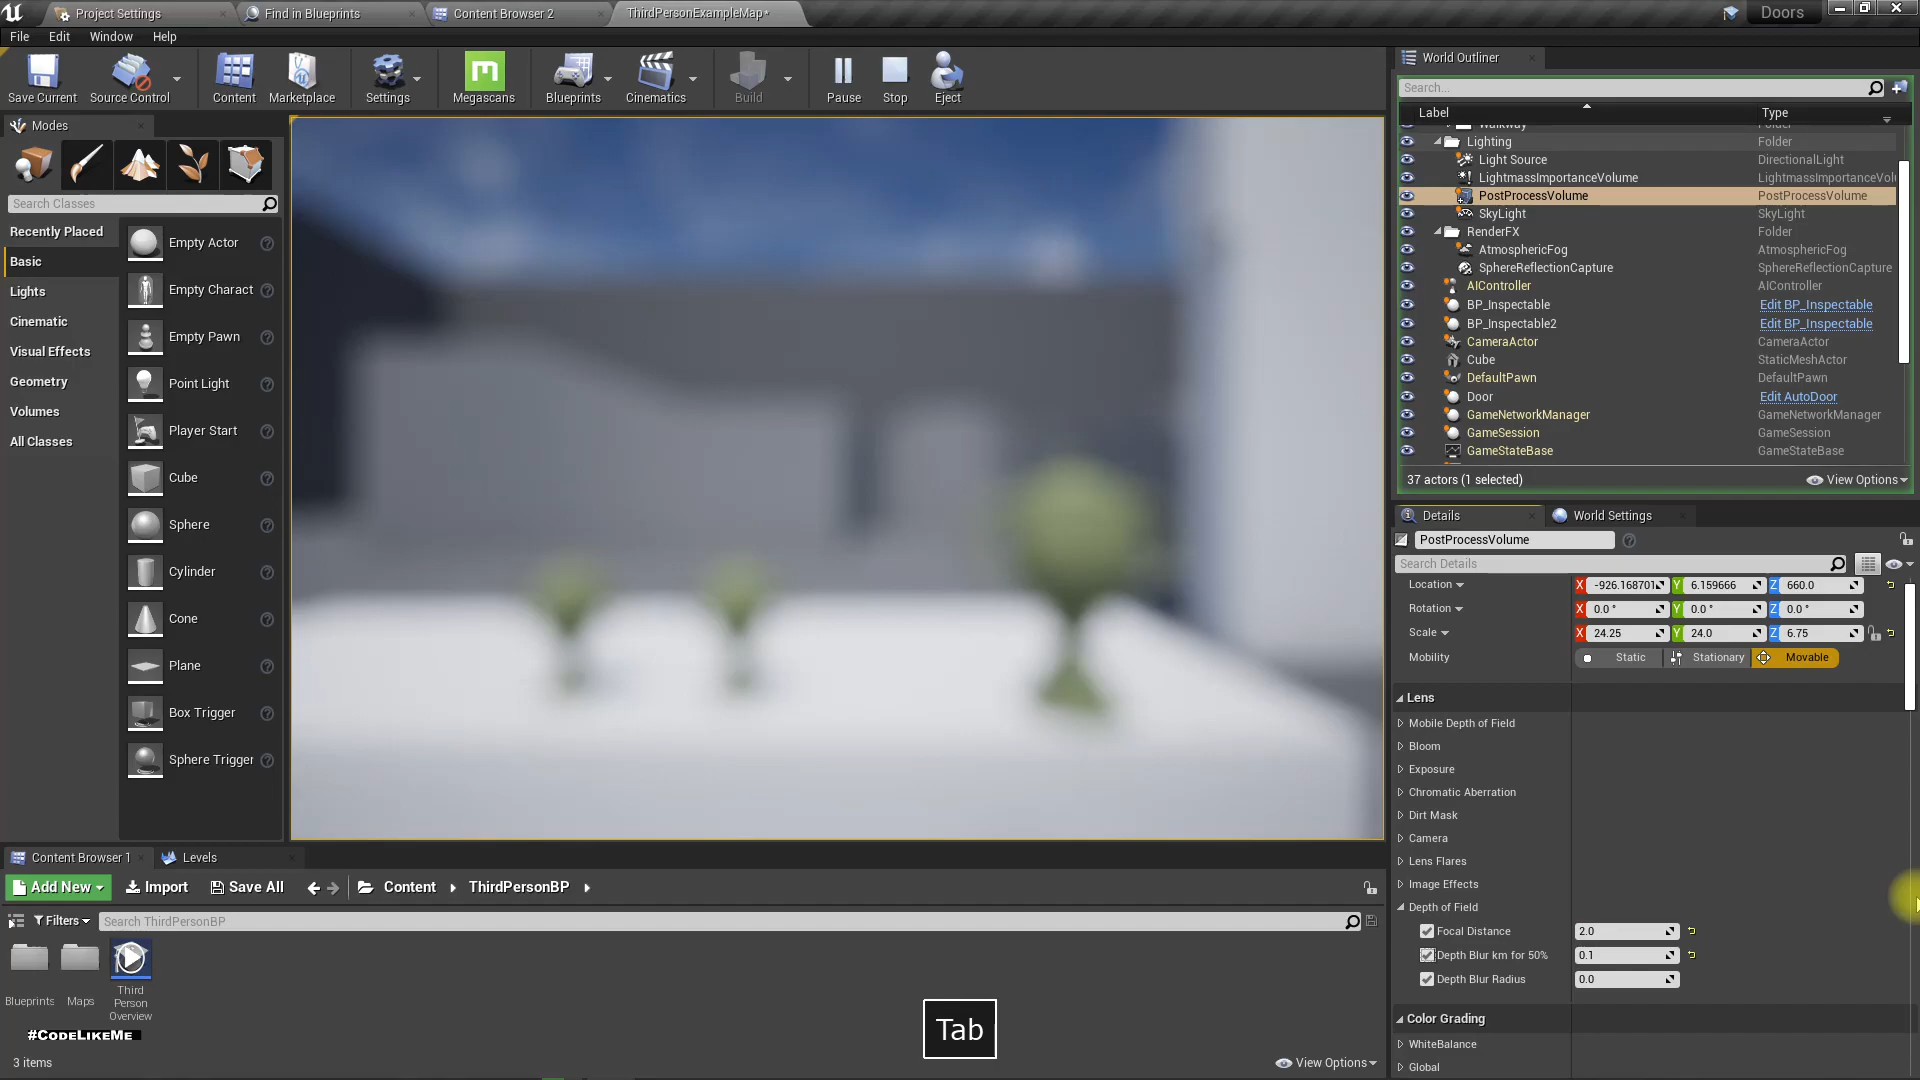 Project Settings
Find in Blueprints
Content Browser 2
ThirdPersonExampleMap*
Doors
File Edit Window Help
Save Current
Source Control
Content
Marketplace
Settings
Megascans
Blueprints
Cinematics
Build
Pause
Stop
Eject
Modes
Search Classes
Recently Placed
Basic
Lights
Cinematic
Visual Effects
Geometry
Volumes
All Classes
Empty Actor
Empty Charact
Empty Pawn
Point Light
Player Start
Cube
Sphere
Cylinder
Cone
Plane
Box Trigger
Sphere Trigger
World Outliner
Search...
Label Type
Walkway Folder
Lighting Folder
Light Source DirectionalLight
LightmassImportanceVolume LightmassImportanceVolu
PostProcessVolume PostProcessVolume
SkyLight SkyLight
RenderFX Folder
AtmosphericFog AtmosphericFog
SphereReflectionCapture SphereReflectionCapture
AIController AIController
BP_Inspectable Edit BP_Inspectable
BP_Inspectable2 Edit BP_Inspectable
CameraActor CameraActor
Cube StaticMeshActor
DefaultPawn DefaultPawn
Door Edit AutoDoor
GameNetworkManager GameNetworkManager
GameSession GameSession
GameStateBase GameStateBase
37 actors (1 selected)
View Options
Details
World Settings
PostProcessVolume
Search Details
Location X -926.168701 Y 6.159666 Z 660.0
Rotation X 0.0 ° Y 0.0 ° Z 0.0 °
Scale X 24.25 Y 24.0 Z 6.75
Mobility Static Stationary Movable
Lens
Mobile Depth of Field
Bloom
Exposure
Chromatic Aberration
Dirt Mask
Camera
Lens Flares
Image Effects
Depth of Field
Focal Distance 2.0
Depth Blur km for 50% 0.1
Depth Blur Radius 0.0
Color Grading
WhiteBalance
Global
Content Browser 1
Levels
Add New
Import
Save All
Content
ThirdPersonBP
Filters
Search ThirdPersonBP
Blueprints
Maps
Third
Person
Overview
#CodeLikeMe
3 items
Tab
View Options